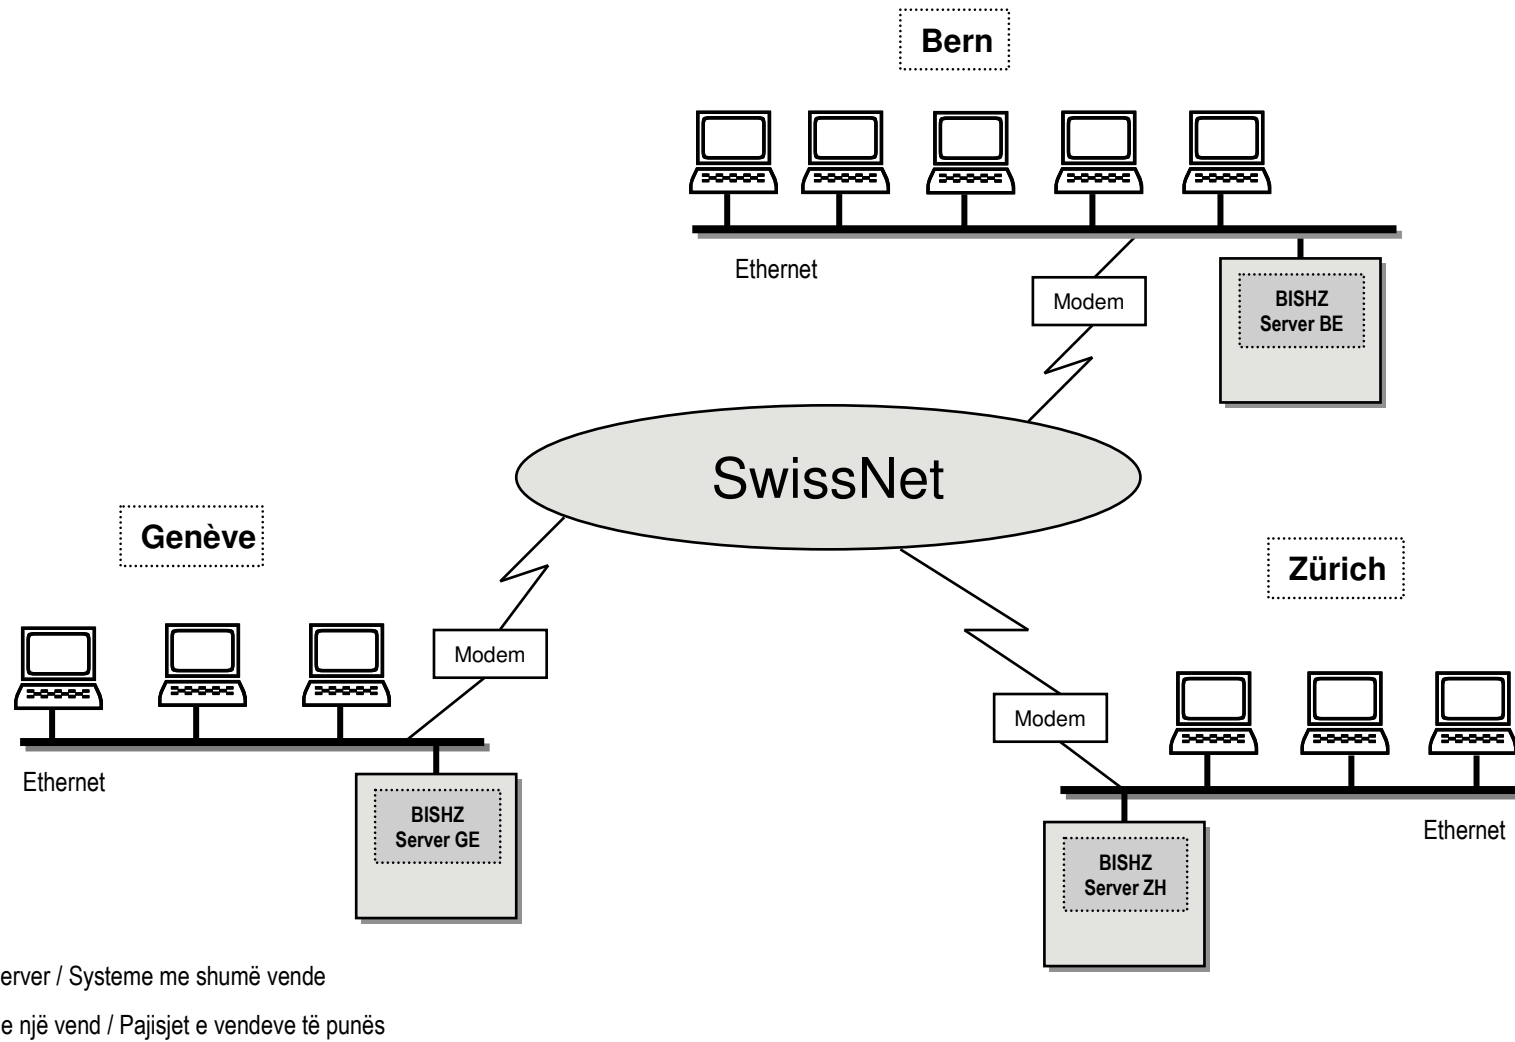 Bern
Ethernet
Modem
BISHZ
Server BE
SwissNet
Genève
Zürich
Modem
Modem
Ethernet
BISHZ
Server GE
Ethernet
BISHZ
Server ZH
erver / Systeme me shumë vende
e një vend / Pajisjet e vendeve të punës